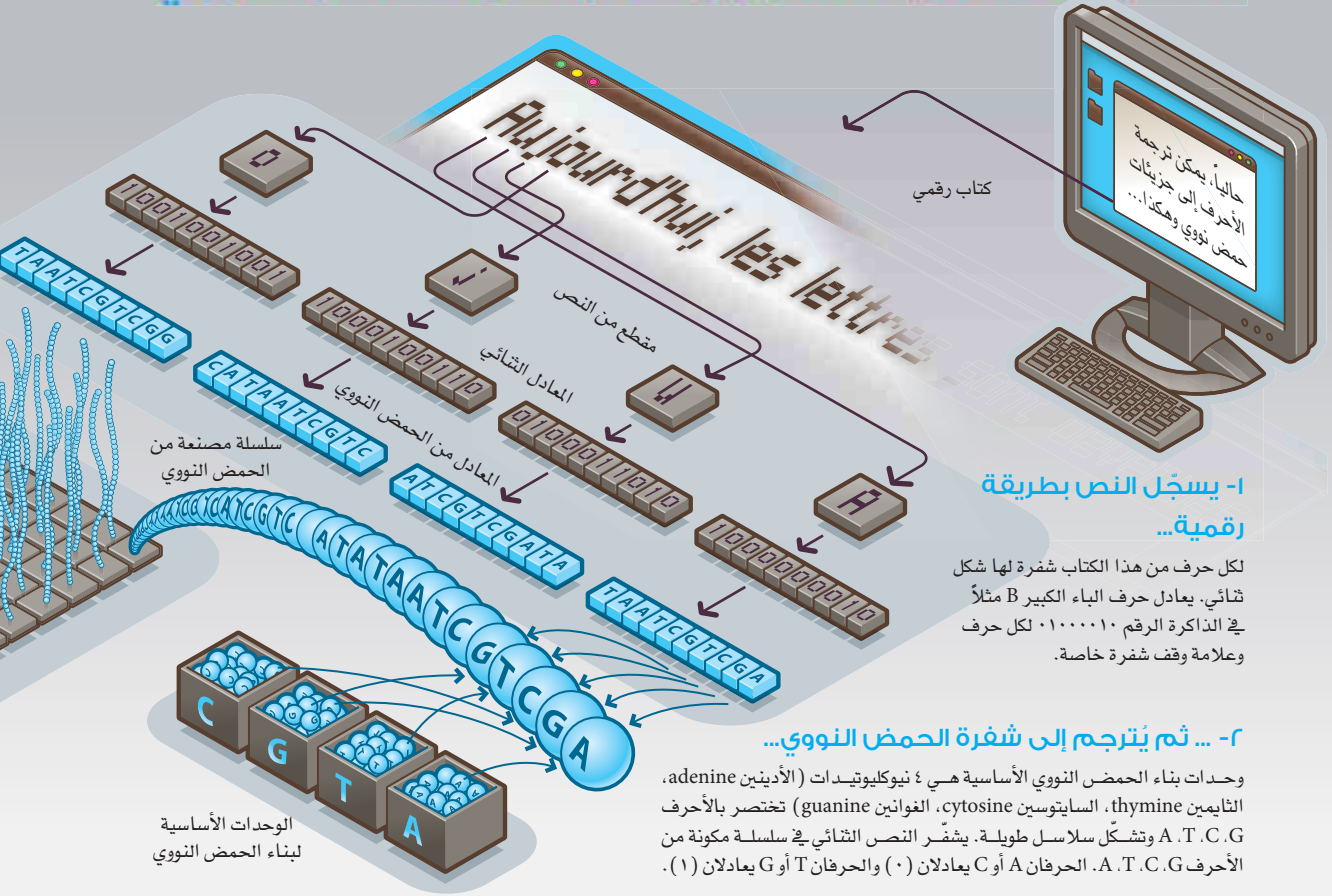 حالياً، يمكن ترجمة
الأحرف إلى جزيئات
حمض نووي وهكذا...
كتاب رقمي
Aujourd'hui, les lettres
مقطع من النص
المعادل الثنائي
المعادل من الحمض النووي
o
j
u
A
1001001001
1000100110
0100011010
1000000010
TAATCGTCGG
CATAATCGTC
ATCGTCGATA
TAATCGTCGA
سلسلة مصنعة من
الحمض النووي
ATATAATCGTCGA
C
G
T
A
الوحدات الأساسية
لبناء الحمض النووي
١- يسجّل النص بطريقة
رقمية...
لكل حرف من هذا الكتاب شفرة لها شكل
ثنائي. يعادل حرف الباء الكبير B مثلاً
في الذاكرة الرقم ٠١٠٠٠٠١٠ لكل حرف
وعلامة وقف شفرة خاصة.
٢- ... ثم يُترجم إلى شفرة الحمض النووي...
وحدات بناء الحمض النووي الأساسية هي ٤ نيوكليوتيدات (الأدينين adenine،
الثايمين thymine، السايتوسين cytosine، الغوانين guanine) تختصر بالأحرف
A ،T ،C ،G وتشكّل سلاسل طويلة. يشفّر النص الثنائي في سلسلة مكونة من
الأحرف A ،T ،C ،G. الحرفان A أو C يعادلان (٠) والحرفان T أو G يعادلان (١).